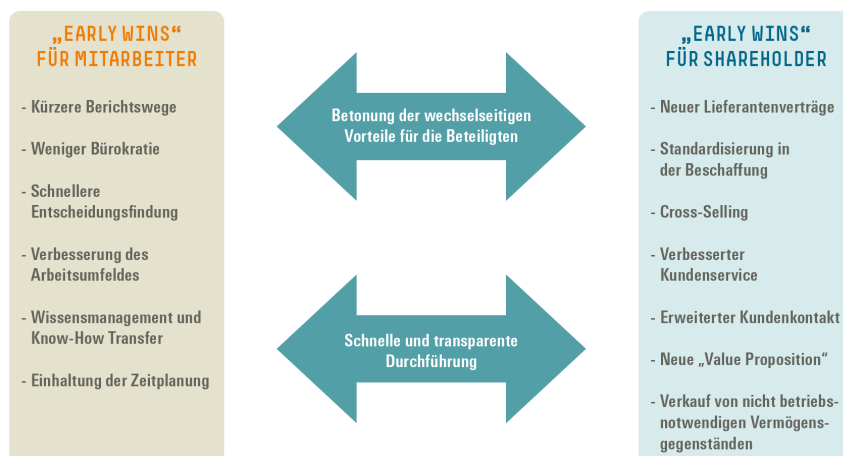 „EARLY WINS“
FÜR MITARBEITER
- Kürzere Berichtswege
- Weniger Bürokratie
- Schnellere
Entscheidungsfindung
- Verbesserung des
Arbeitsumfeldes
- Wissensmanagement und
Know-How Transfer
- Einhaltung der Zeitplanung
Betonung der wechselseitigen
Vorteile für die Beteiligten
Schnelle und transparente
Durchführung
„EARLY WINS“
FÜR SHAREHOLDER
- Neuer Lieferantenverträge
- Standardisierung in
der Beschaffung
- Cross-Selling
- Verbesserter
Kundenservice
- Erweiterter Kundenkontakt
- Neue „Value Proposition“
- Verkauf von nicht betriebs-
notwendigen Vermögens-
gegenständen